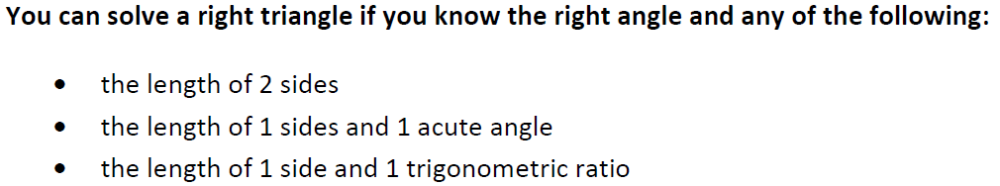 You can solve a right triangle if you know the right angle and any of the following:
• the length of 2 sides
• the length of 1 sides and 1 acute angle
• the length of 1 side and 1 trigonometric ratio